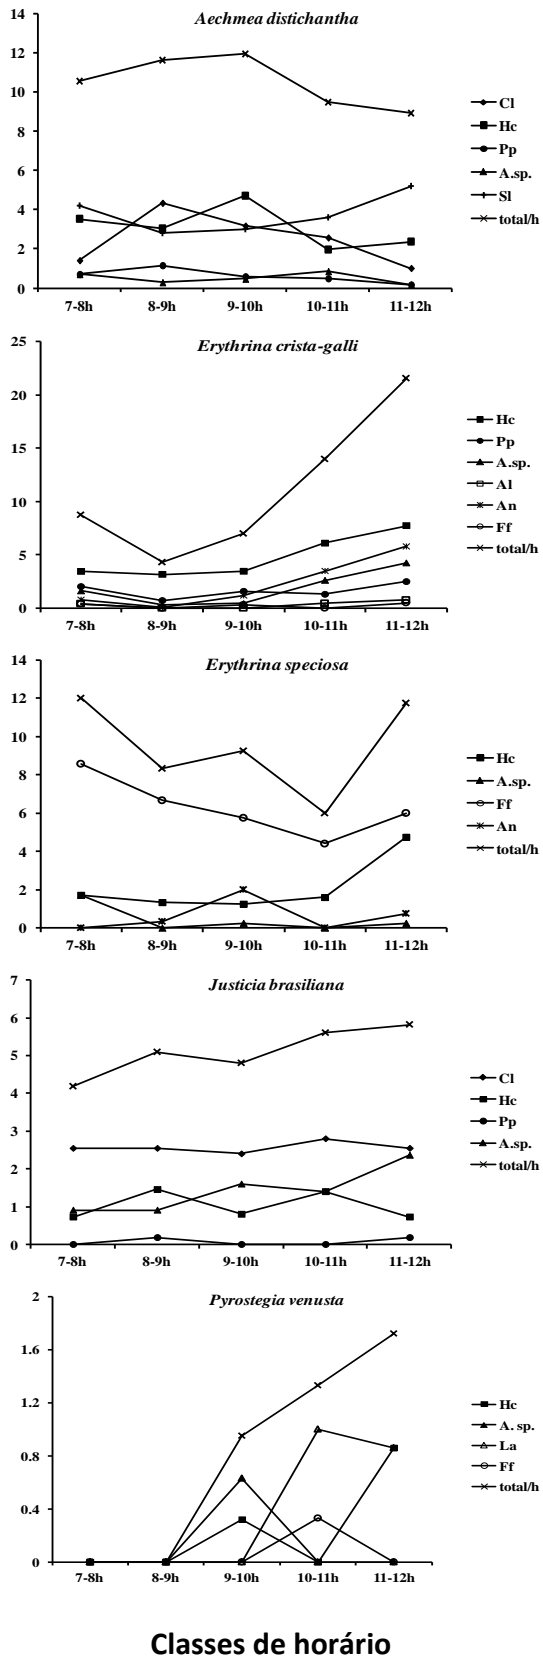 Aechmea distichantha
14
12
10
8
6
4
2
0
7-8h 8-9h 9-10h 10-11h 11-12h
Cl
Hc
Pp
A.sp.
Sl
total/h
Erythrina crista-galli
25
20
15
10
5
0
7-8h 8-9h 9-10h 10-11h 11-12h
Hc
Pp
A.sp.
Al
An
Ff
total/h
Erythrina speciosa
14
12
10
8
6
4
2
0
7-8h 8-9h 9-10h 10-11h 11-12h
Hc
A.sp.
Ff
An
total/h
Justicia brasiliana
7
6
5
4
3
2
1
0
7-8h 8-9h 9-10h 10-11h 11-12h
Cl
Hc
Pp
A.sp.
total/h
Pyrostegia venusta
2
1.6
1.2
0.8
0.4
0
7-8h 8-9h 9-10h 10-11h 11-12h
Hc
A. sp.
La
Ff
total/h
Classes de horário